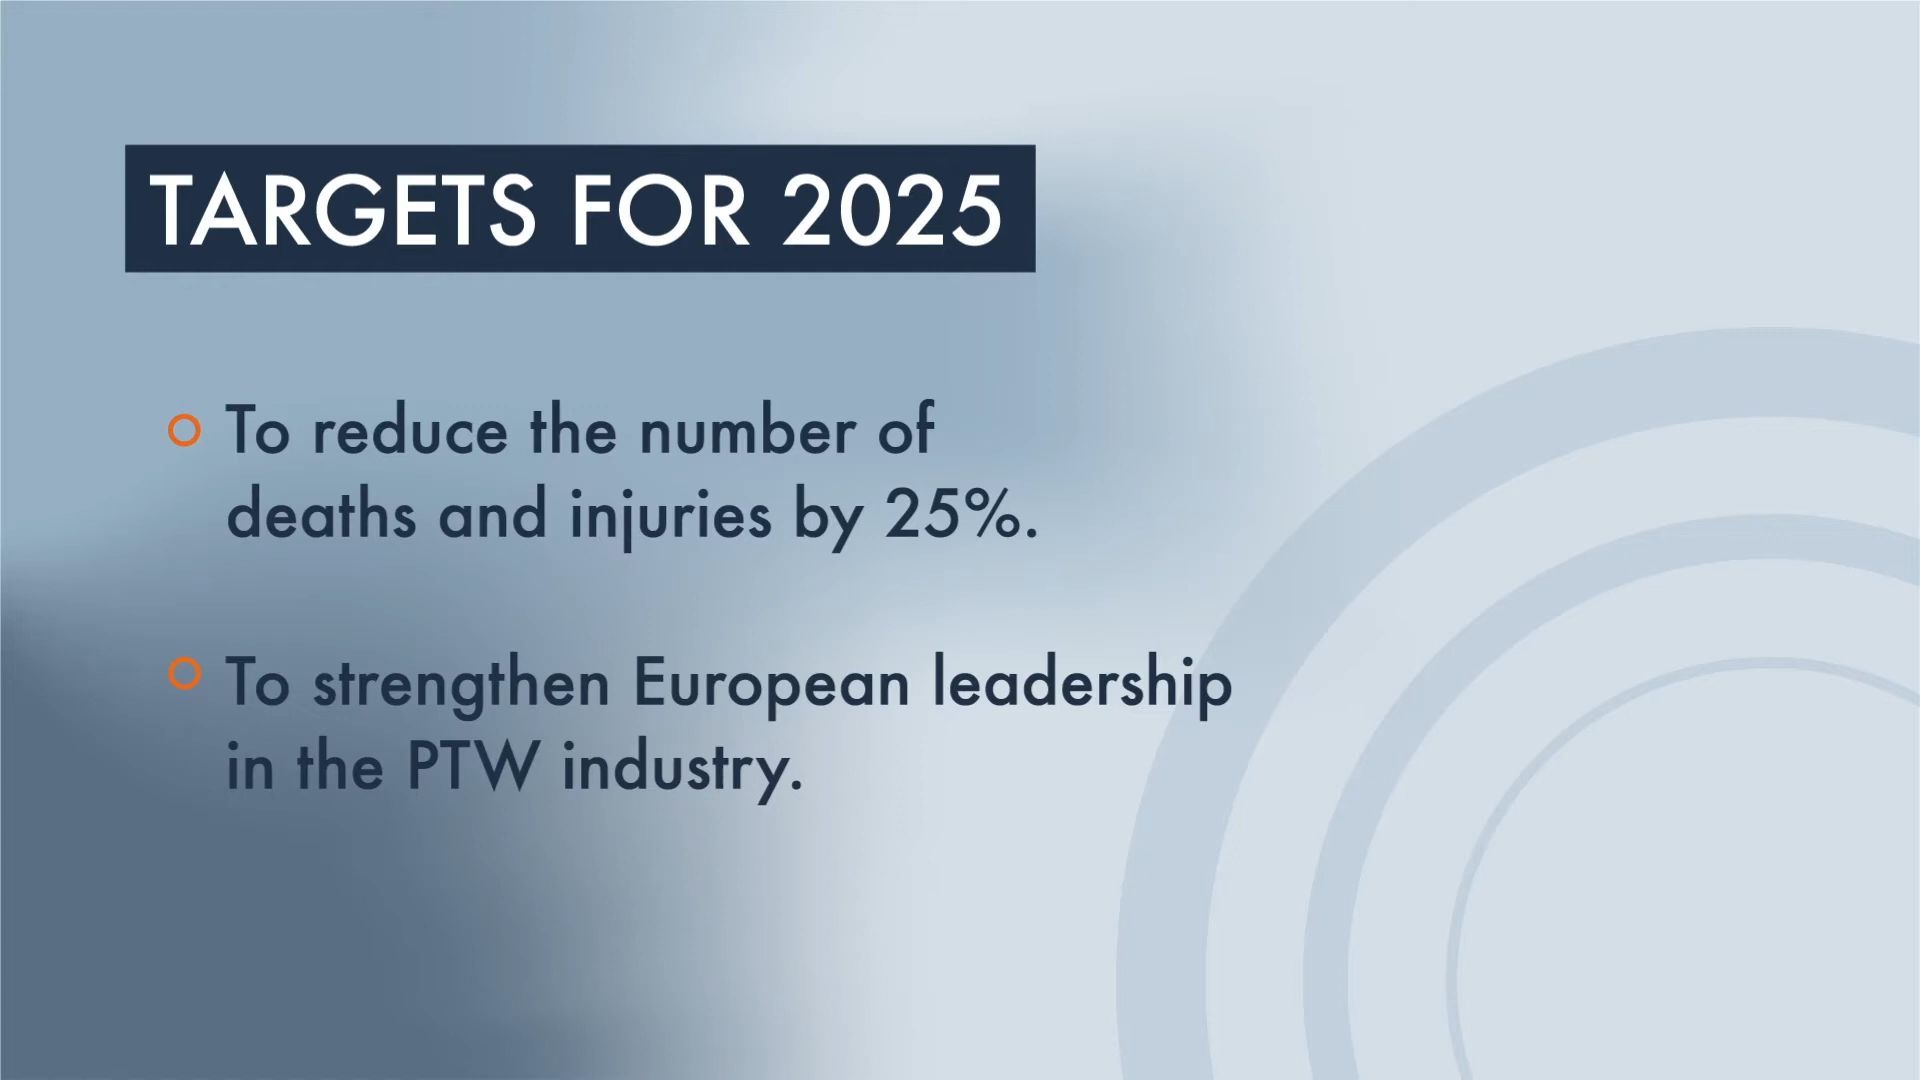 TARGETS FOR 2025
To reduce the number of
deaths and injuries by 25%.
To strengthen European leadership
in the PTW industry.